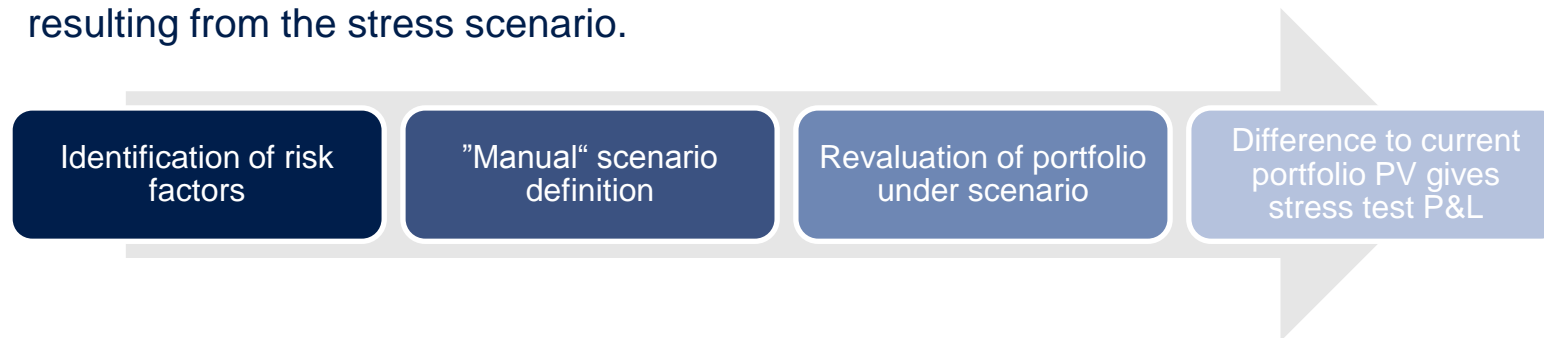 resulting from the stress scenario.
Identification of risk
factors
”Manual“ scenario
definition
Revaluation of portfolio
under scenario
Difference to current
portfolio PV gives
stress test P&L